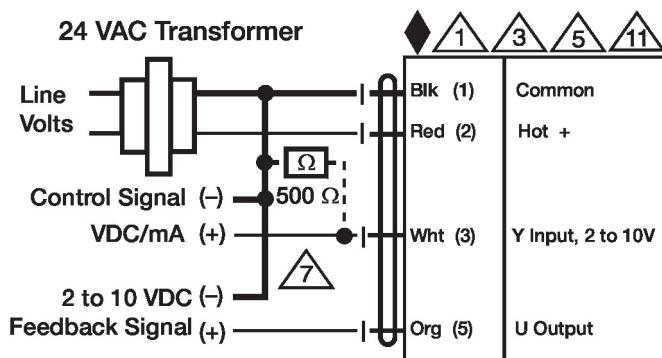 24 VAC Transformer
1 3 5 11
Line Volts
Blk (1) Common
Red (2) Hot +
Ω
500 Ω
Control Signal (-)
VDC/mA (+)
Wht (3) Y Input, 2 to 10V
7
2 to 10 VDC (-)
Feedback Signal (+)
Org (5) U Output